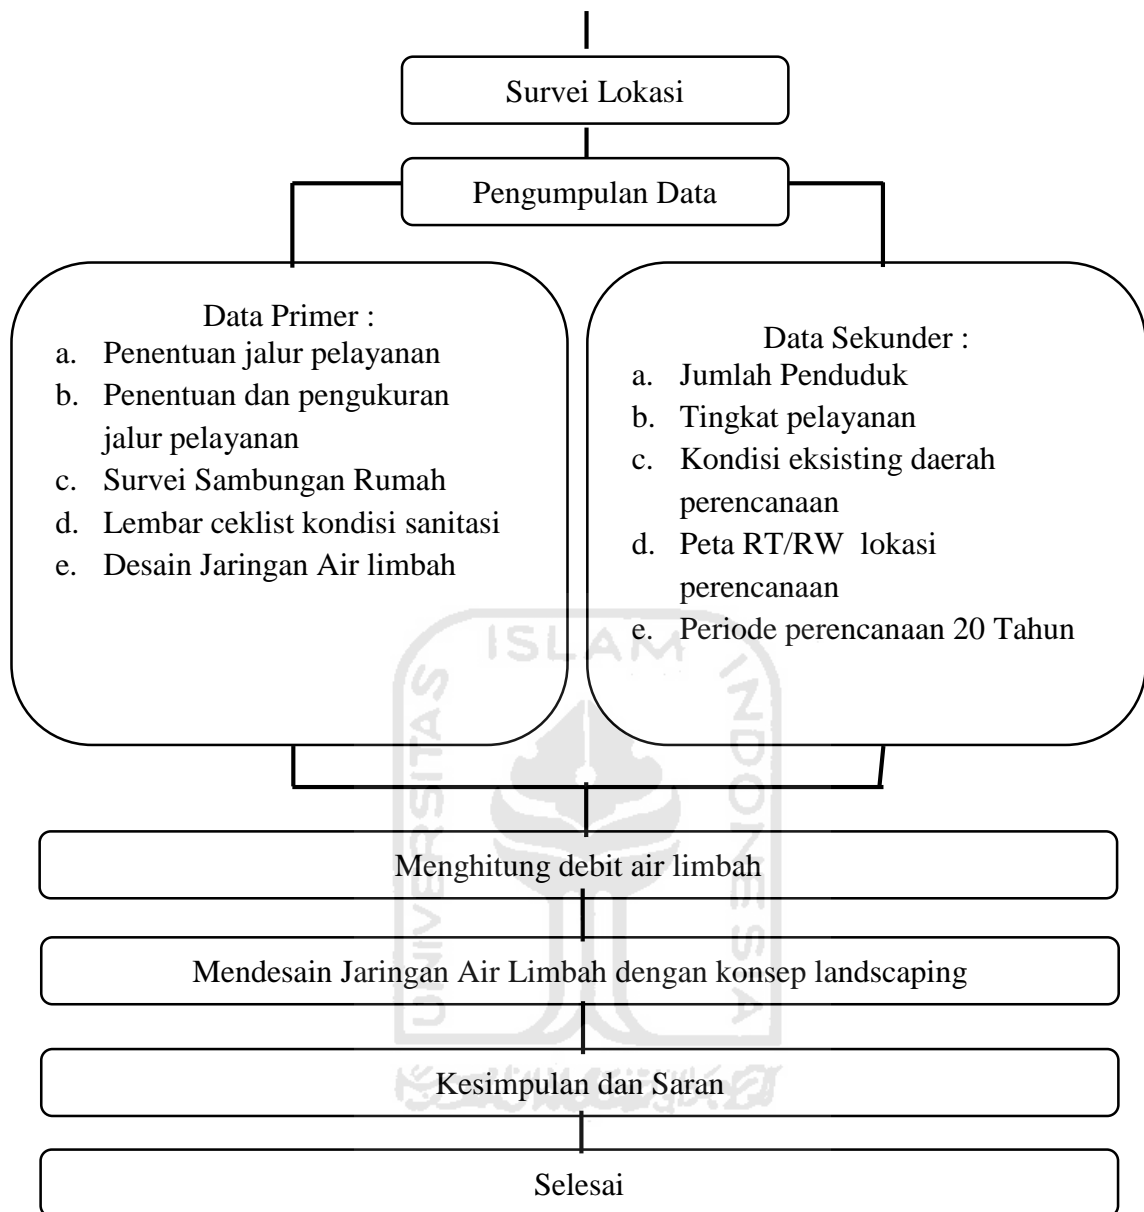 Survei Lokasi
Pengumpulan Data
Data Primer :
a. Penentuan jalur pelayanan
b. Penentuan dan pengukuran
jalur pelayanan
c. Survei Sambungan Rumah
d. Lembar ceklist kondisi sanitasi
e. Desain Jaringan Air limbah
Data Sekunder :
a. Jumlah Penduduk
b. Tingkat pelayanan
c. Kondisi eksisting daerah
perencanaan
d. Peta RT/RW lokasi
perencanaan
e. Periode perencanaan 20 Tahun
UNIVERSITAS
ISLAM
INDONESIA
Menghitung debit air limbah
Mendesain Jaringan Air Limbah dengan konsep landscaping
Kesimpulan dan Saran
Selesai